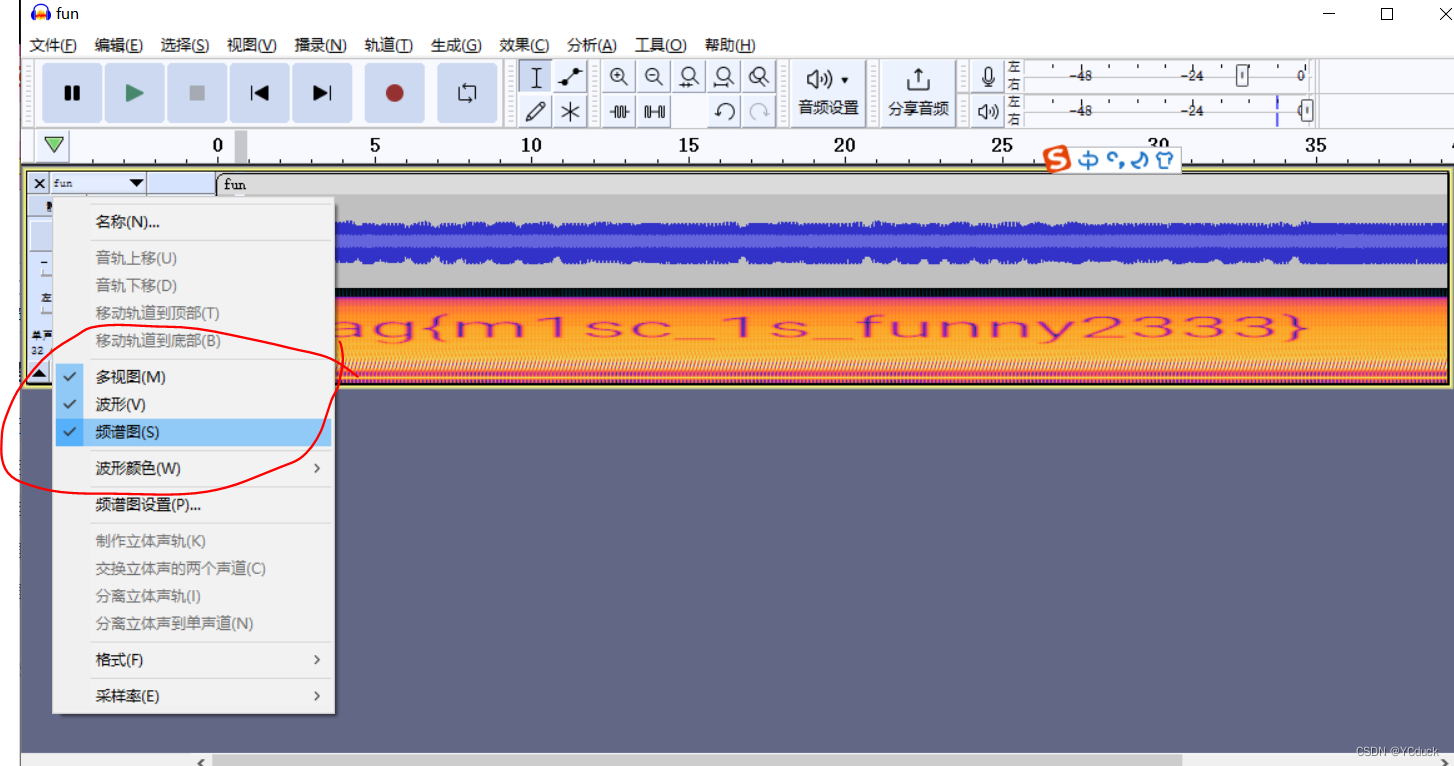 fun
文件(F) 编辑(E) 选择(S) 视图(V) 播录(N) 轨道(T) 生成(G) 效果(C) 分析(A) 工具(O) 帮助(H)
音频设置
分享音频
左
右
-48 -24 0
左
右
-48 -24
0 5 10 15 20 25 30 35
中
fun
fun
名称(N)...
音轨上移(U)
音轨下移(D)
移动轨道到顶部(T)
移动轨道到底部(B)
多视图(M)
波形(V)
频谱图(S)
波形颜色(W)
频谱图设置(P)...
制作立体声轨(K)
交换立体声的两个声道(C)
分离立体声轨(I)
分离立体声到单声道(N)
格式(F)
采样率(E)
左
单声
32
ag{m1sc_1s_funny2333}
CSDN @YCduck